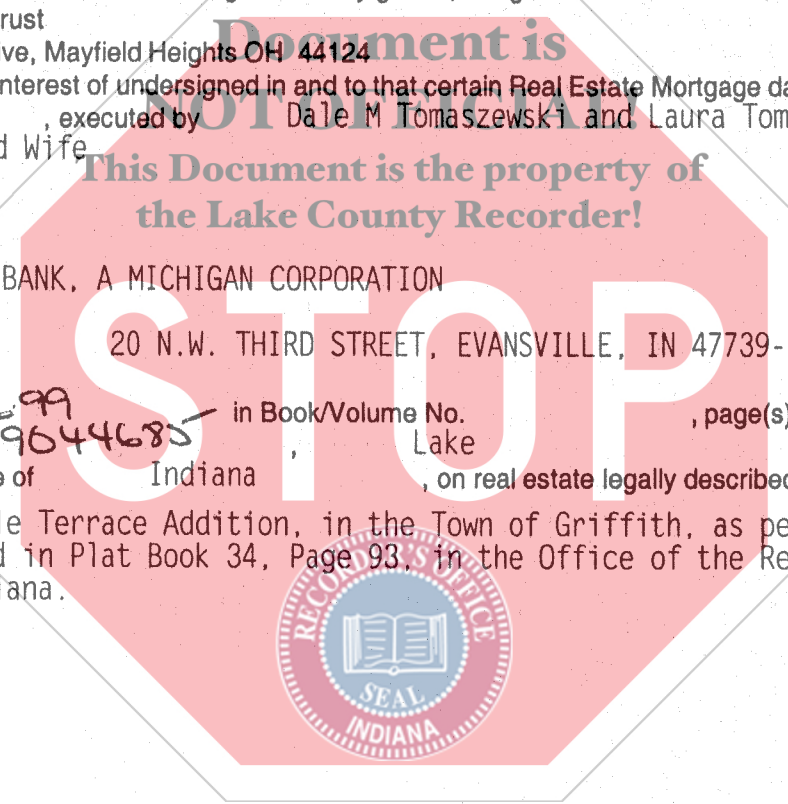 rust
Document is
ve, Mayfield Heights OH 44124
nterest of undersigned in and to that certain Real Estate Mortgage da
NOT OFFICIAL!
, executed by Dale M Tomaszewski and Laura Tom
d Wife
This Document is the property of
the Lake County Recorder!
BANK, A MICHIGAN CORPORATION
STOP
20 N.W. THIRD STREET, EVANSVILLE, IN 47739-
99
9044685 in Book/Volume No. , page(s)
, Lake
e of Indiana , on real estate legally described
le Terrace Addition, in the Town of Griffith, as pe
d in Plat Book 34, Page 93, in the Office of the Re
iana.
RECORDER'S OFFICE
SEAL
INDIANA